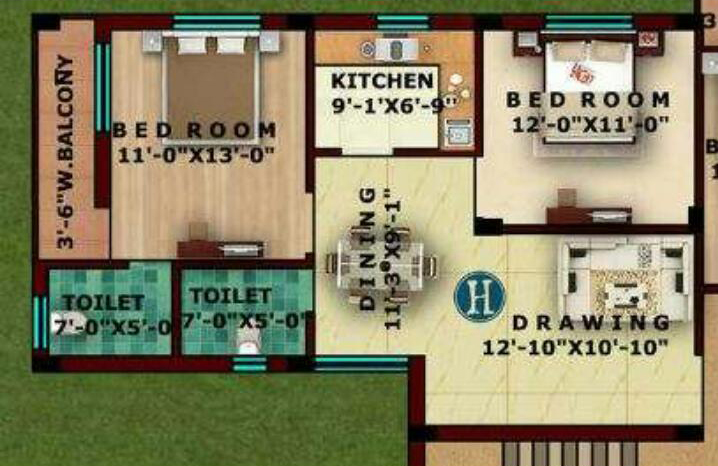 3'-6"W.BALCONY
BED ROOM
11'-0"X13'-0"
KITCHEN
9'-1'X6'-9"
BED ROOM
12'-0"X11'-0"
DINING
11'-3"X9'-1"
TOILET
7'-0"X5'-0
TOILET
7'-0"X5'-0"
H
DRAWING
12'-10"X10'-10"
3
B
1